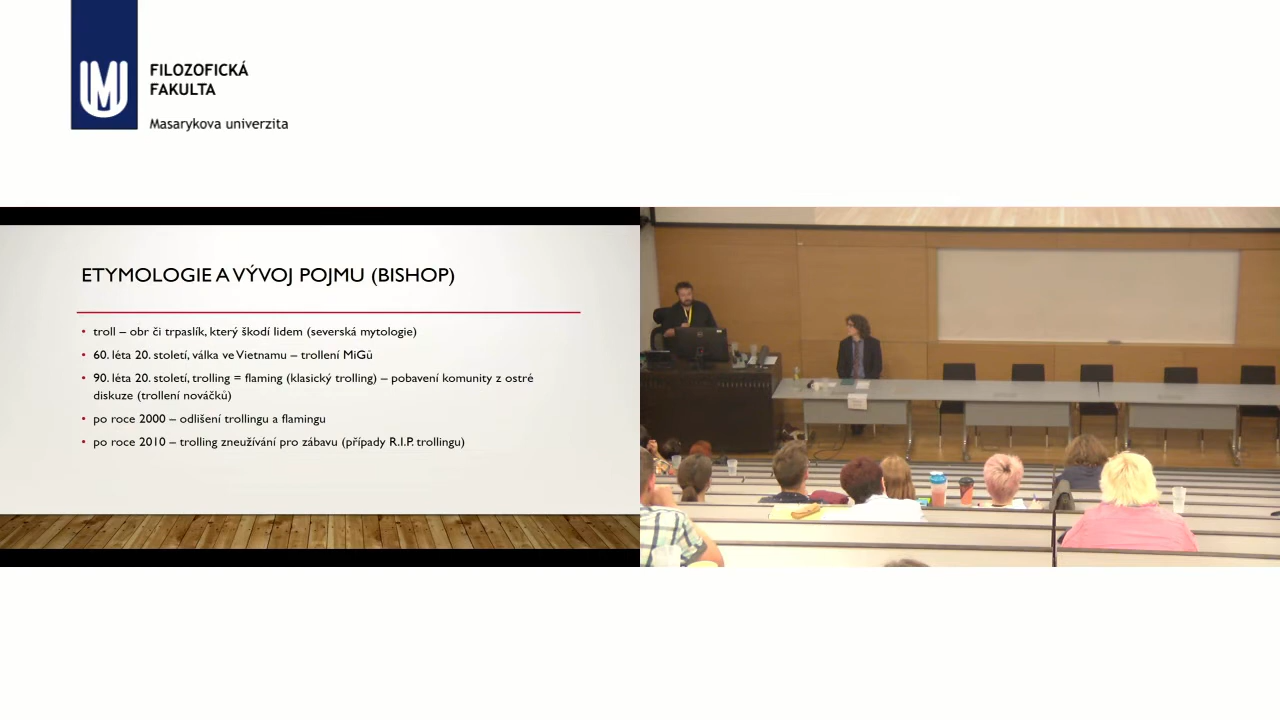 FILOZOFICKÁ
FAKULTA
Masarykova univerzita
ETYMOLOGIE A VÝVOJ POJMU (BISHOP)
• troll – obr či trpaslík, který škodí lidem (severská mytologie)
• 60. léta 20. století, válka ve Vietnamu – trollení MiGů
• 90. léta 20. století, trolling = flaming (klasický trolling) – pobavení komunity z ostré
diskuze (trollení nováčků)
• po roce 2000 – odlišení trollingu a flamingu
• po roce 2010 – trolling zneužívání pro zábavu (případy R.I.P. trollingu)